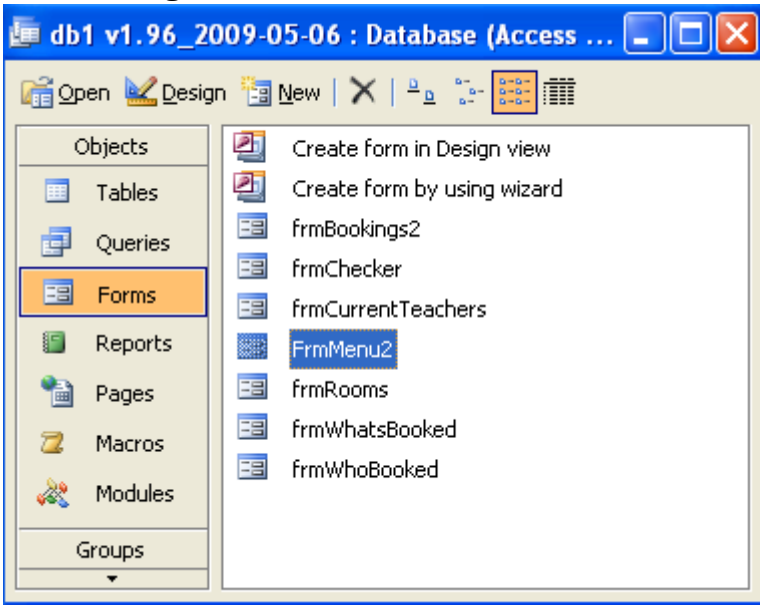 db1 v1.96_2009-05-06 : Database (Access ...
Open Design New
Objects
Tables
Queries
Forms
Reports
Pages
Macros
Modules
Groups
Create form in Design view
Create form by using wizard
frmBookings2
frmChecker
frmCurrentTeachers
FrmMenu2
frmRooms
frmWhatsBooked
frmWhoBooked